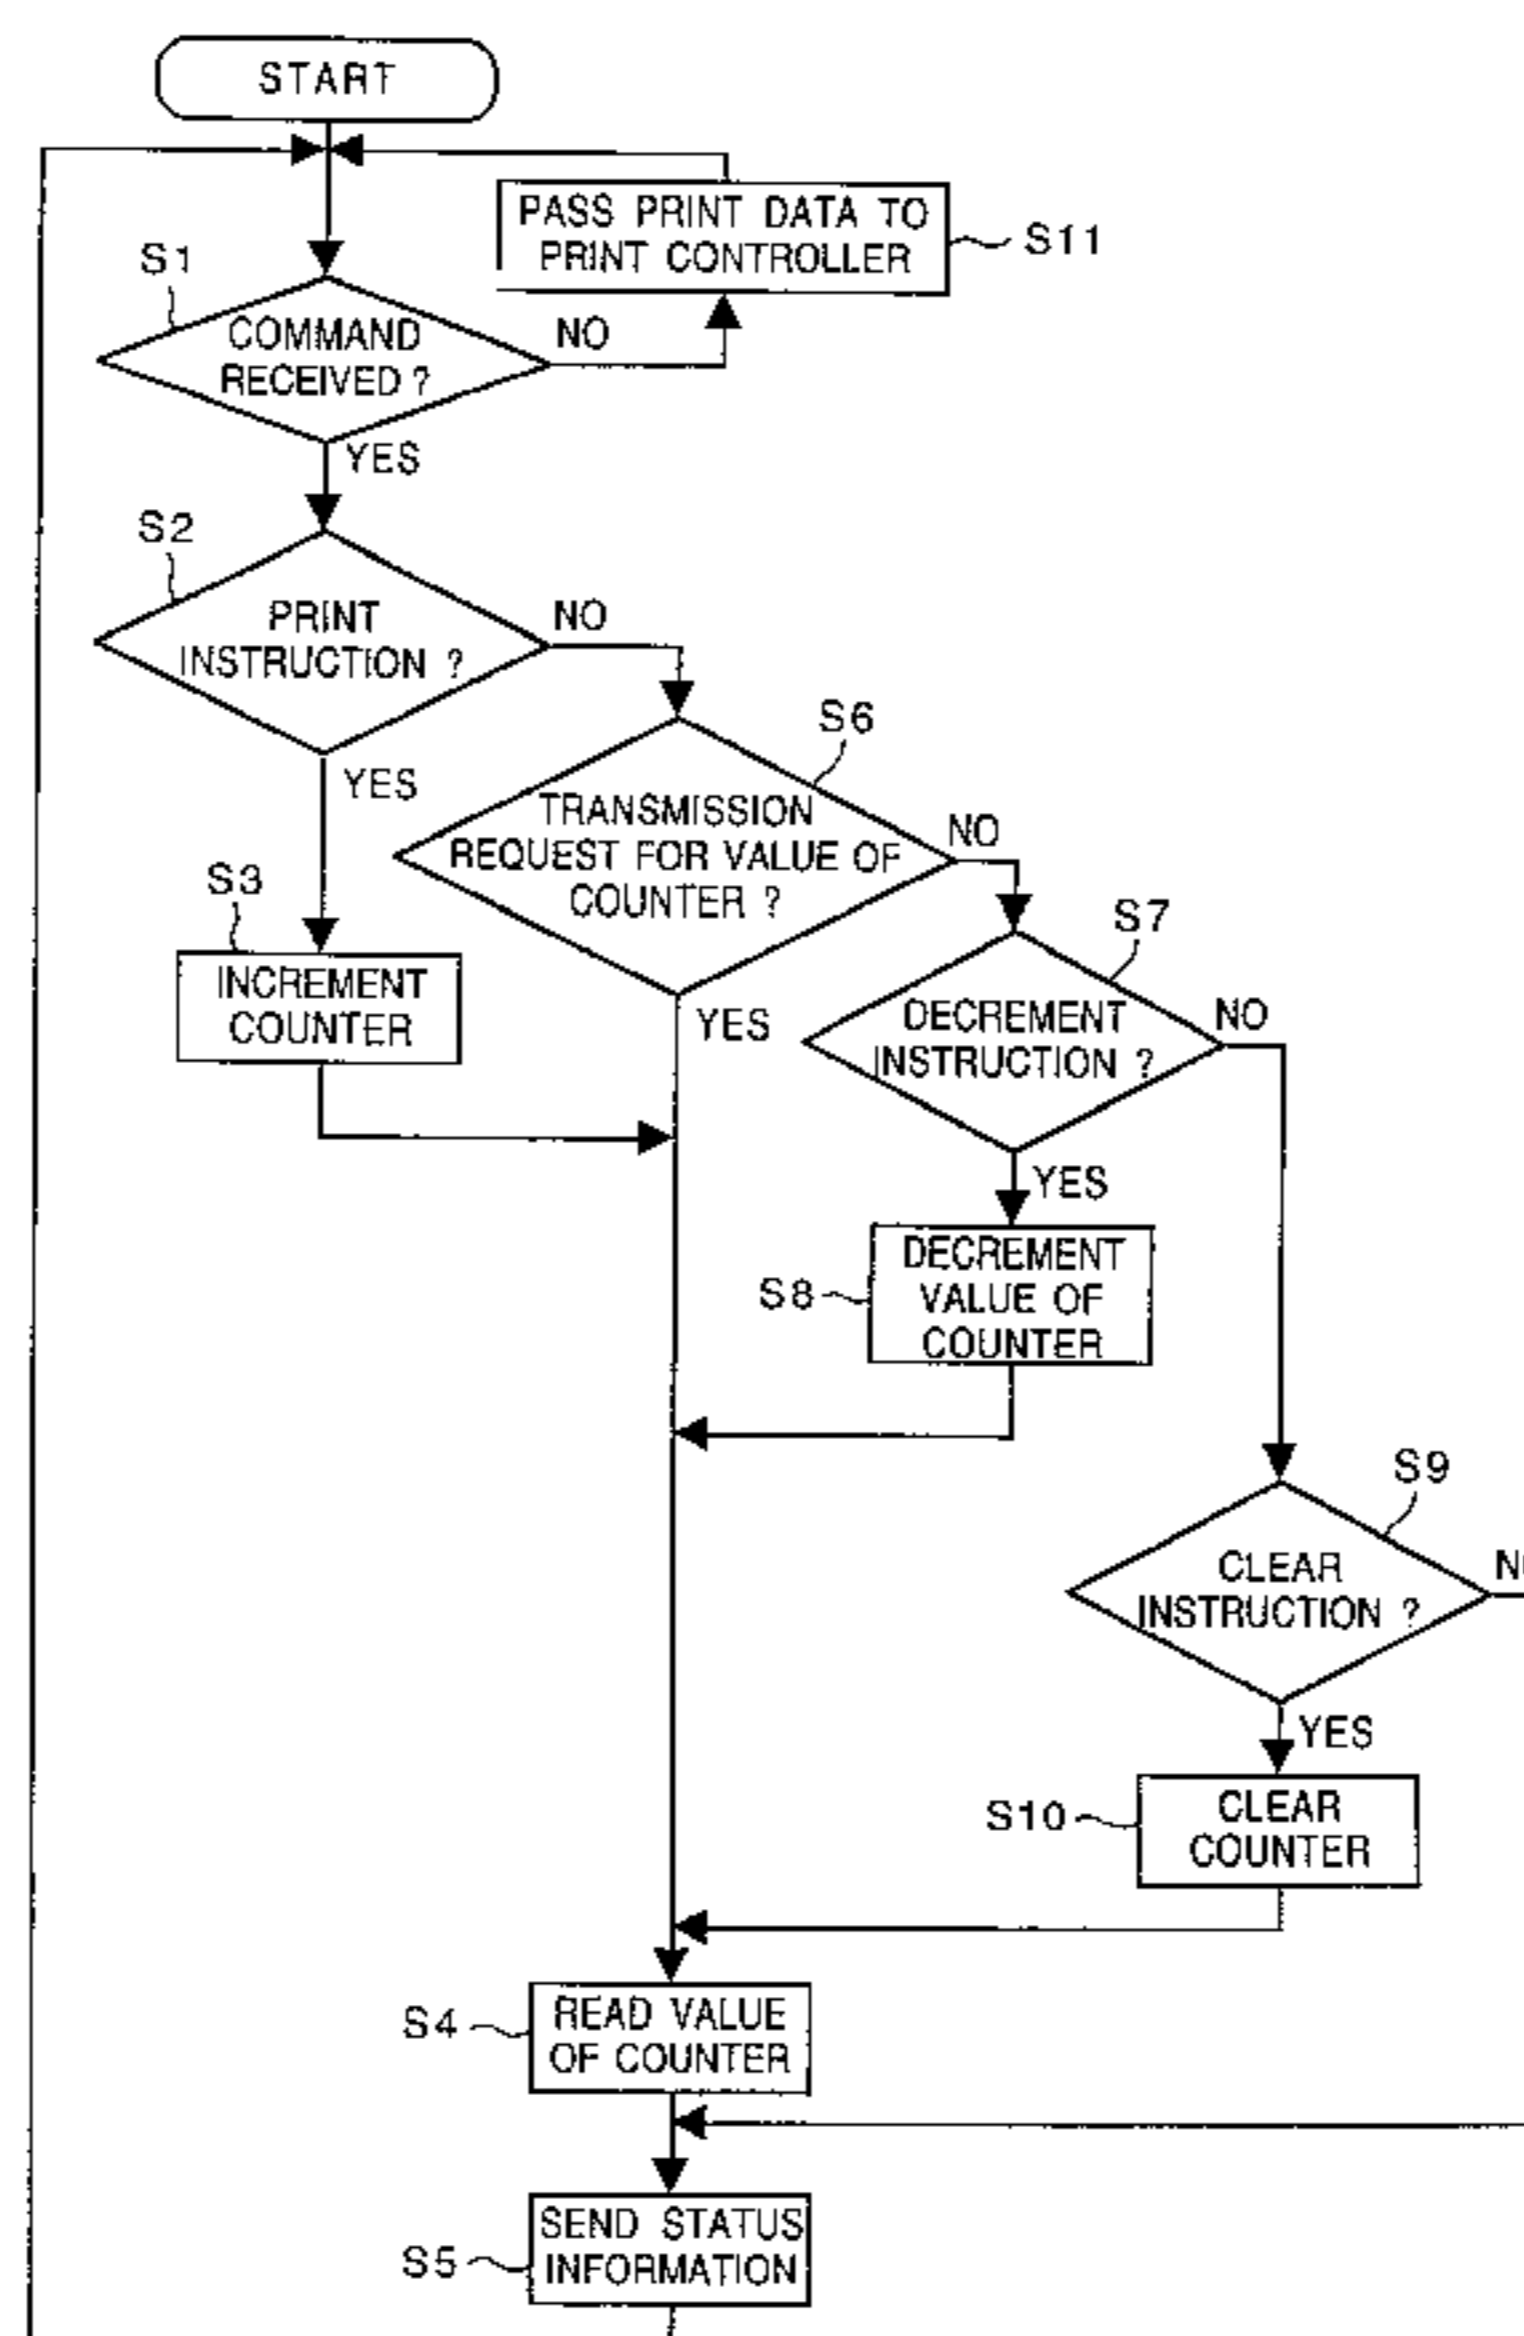 START
PASS PRINT DATA TO
PRINT CONTROLLER
S11
S1
COMMAND
RECEIVED ?
NO
YES
S2
PRINT
INSTRUCTION ?
NO
YES
S6
TRANSMISSION
REQUEST FOR VALUE OF
COUNTER ?
NO
YES
S3
INCREMENT
COUNTER
S7
DECREMENT
INSTRUCTION ?
NO
YES
S8
DECREMENT
VALUE OF
COUNTER
S9
CLEAR
INSTRUCTION ?
YES
S10
CLEAR
COUNTER
S4
READ VALUE
OF COUNTER
S5
SEND STATUS
INFORMATION